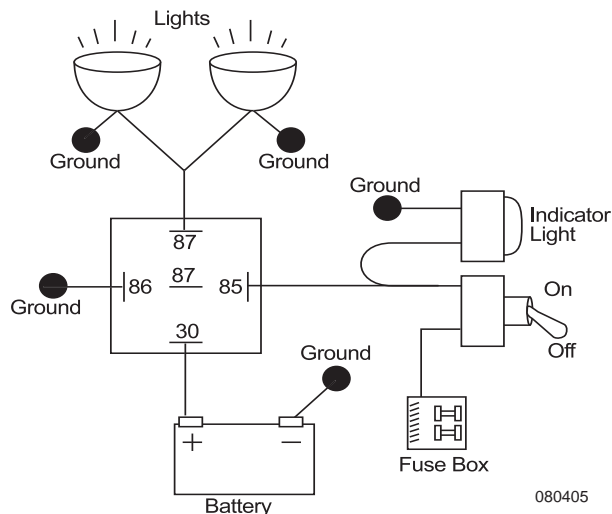 Lights
Ground
Ground
Ground
Indicator
Light
87
86
87
85
Ground
30
On
Off
Ground
+
−
Fuse Box
Battery
080405